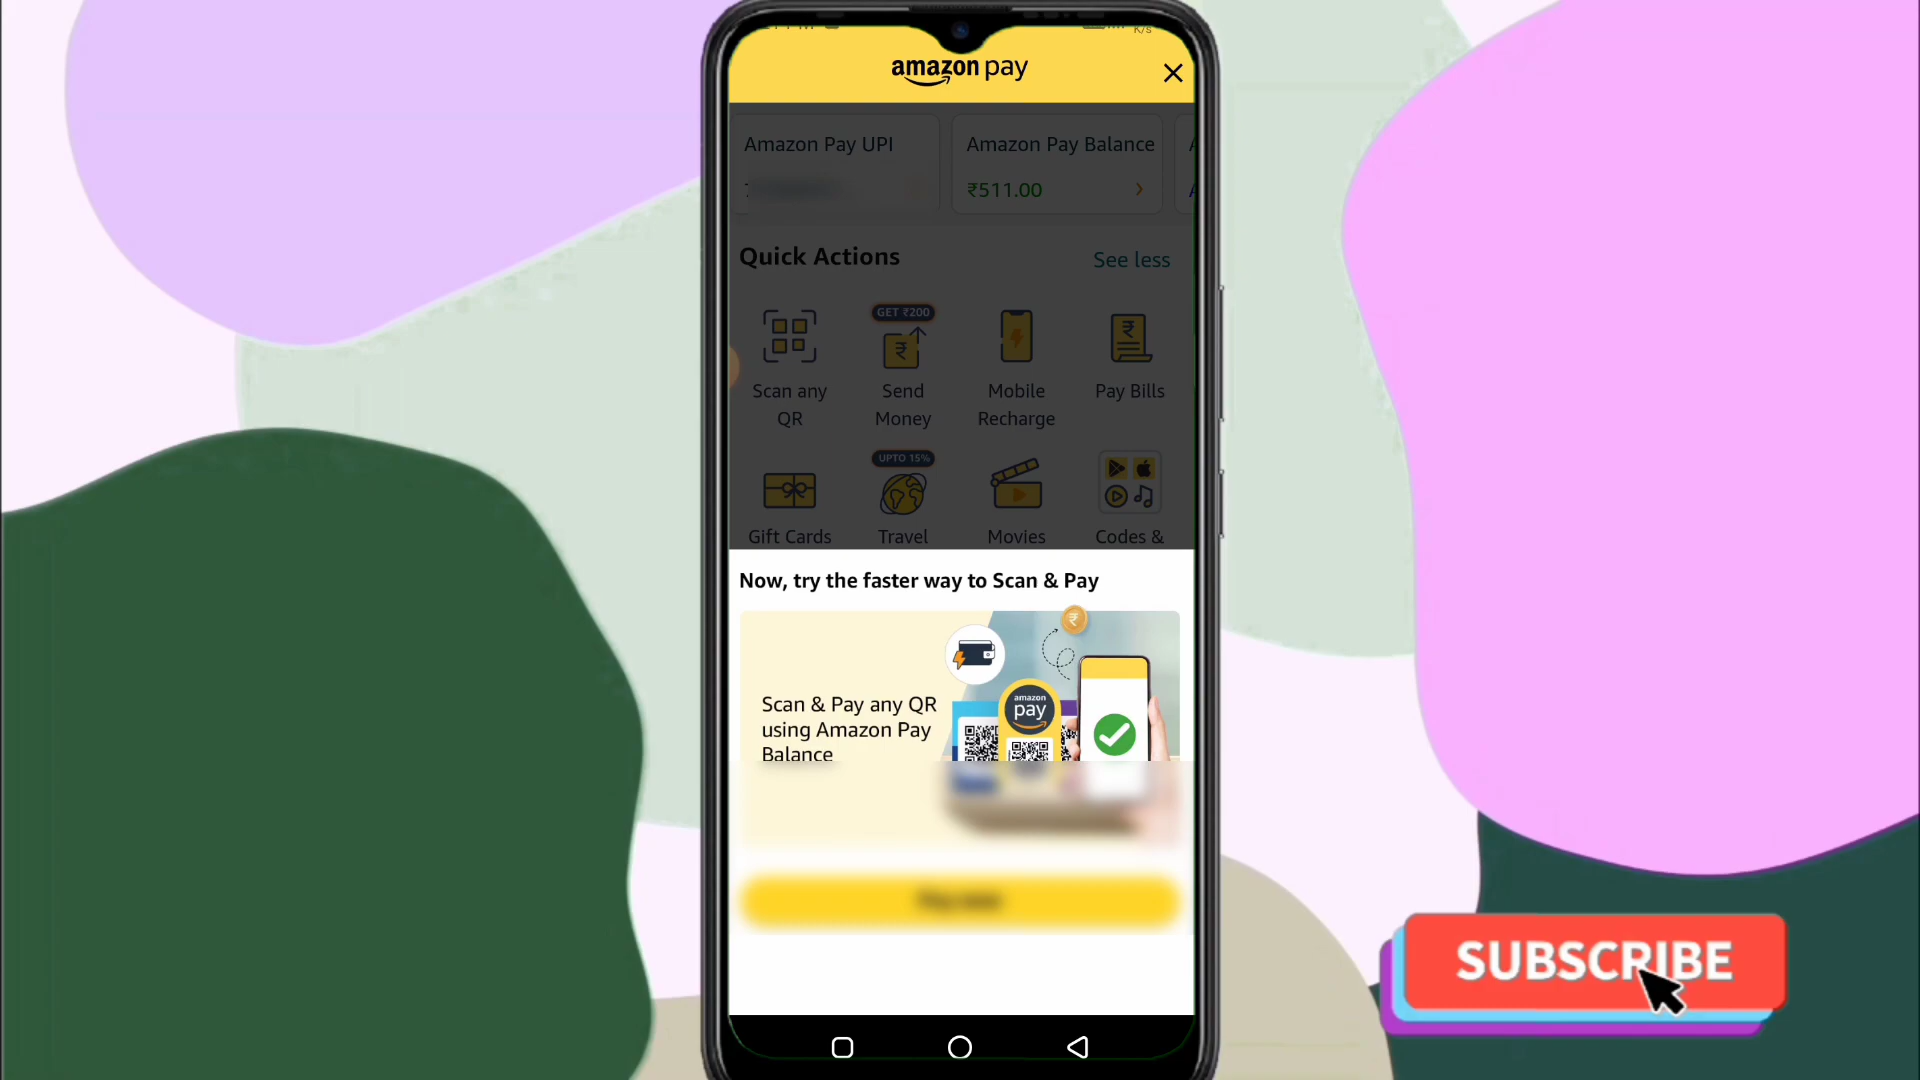 K/s
amazon pay
Amazon Pay UPI
Amazon Pay Balance
₹511.00
Quick Actions
See less
GET ₹200
Scan any
QR
Send
Money
Mobile
Recharge
Pay Bills
UPTO 15%
Gift Cards
Travel
Movies
Codes &
Now, try the faster way to Scan & Pay
Scan & Pay any QR
using Amazon Pay
Balance
amazon
pay
SUBSCRIBE